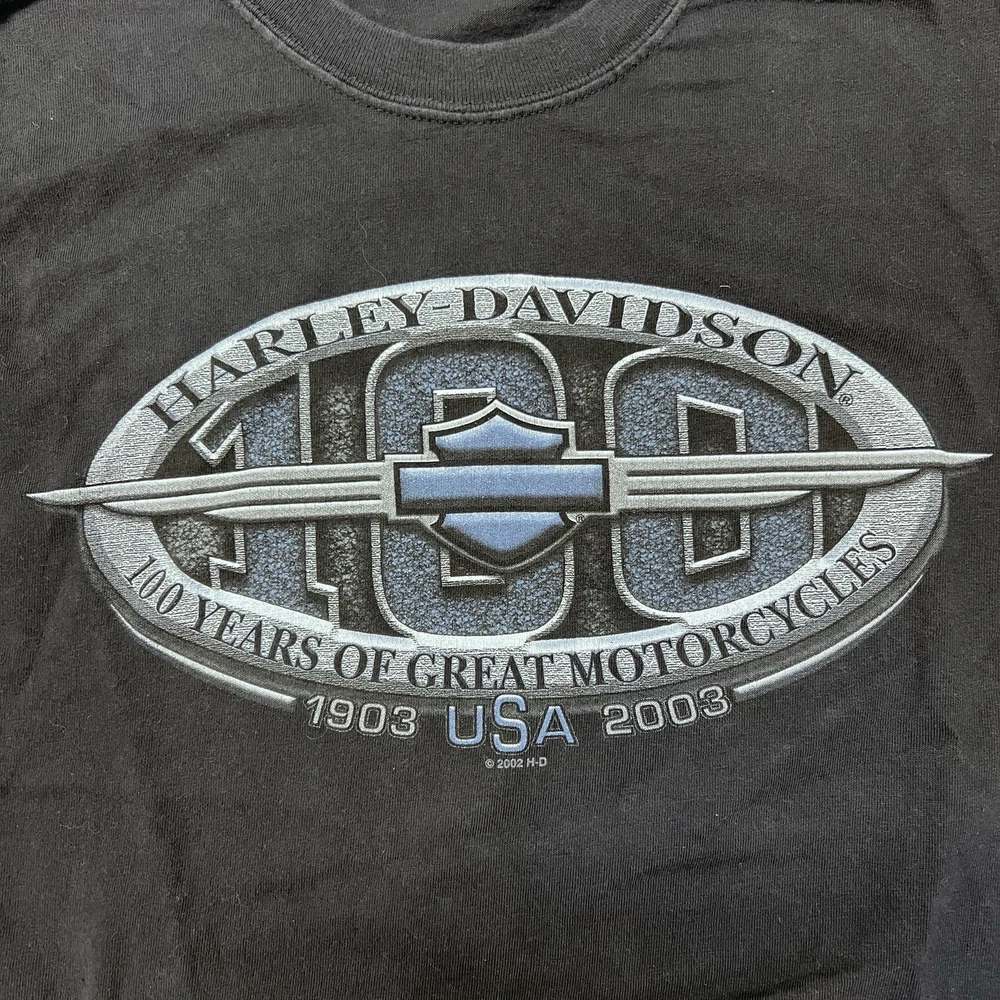 HARLEY-DAVIDSON®
100
®
100 YEARS OF GREAT MOTORCYCLES
1903 USA 2003
© 2002 H-D